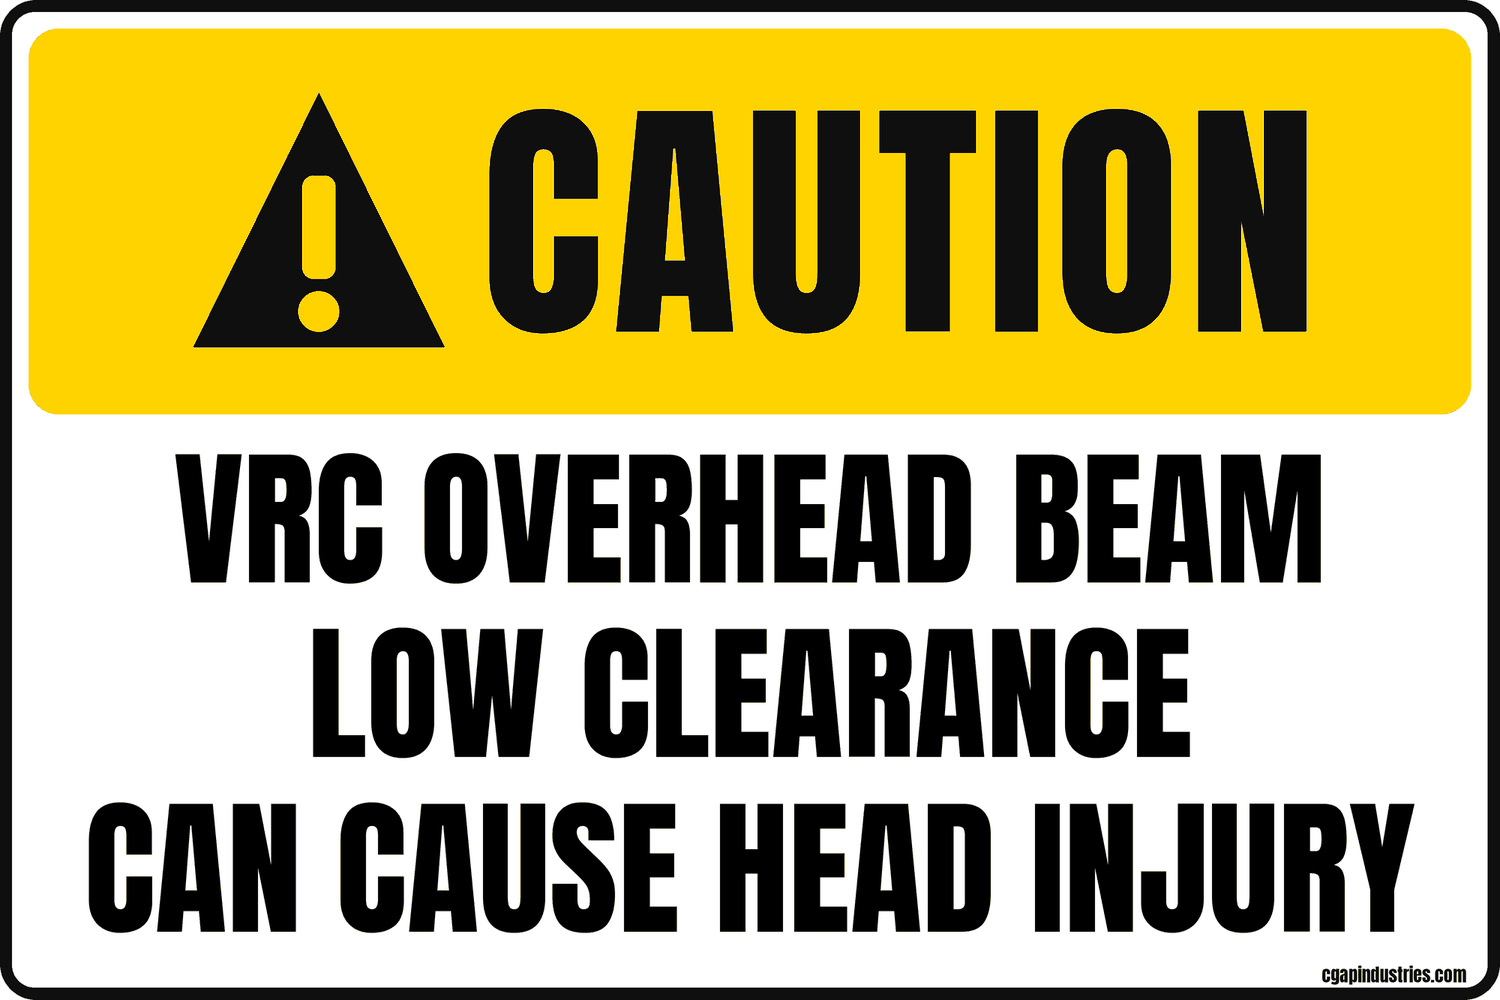 CAUTION
VRC OVERHEAD BEAM
LOW CLEARANCE
CAN CAUSE HEAD INJURY
cgapindustries.com